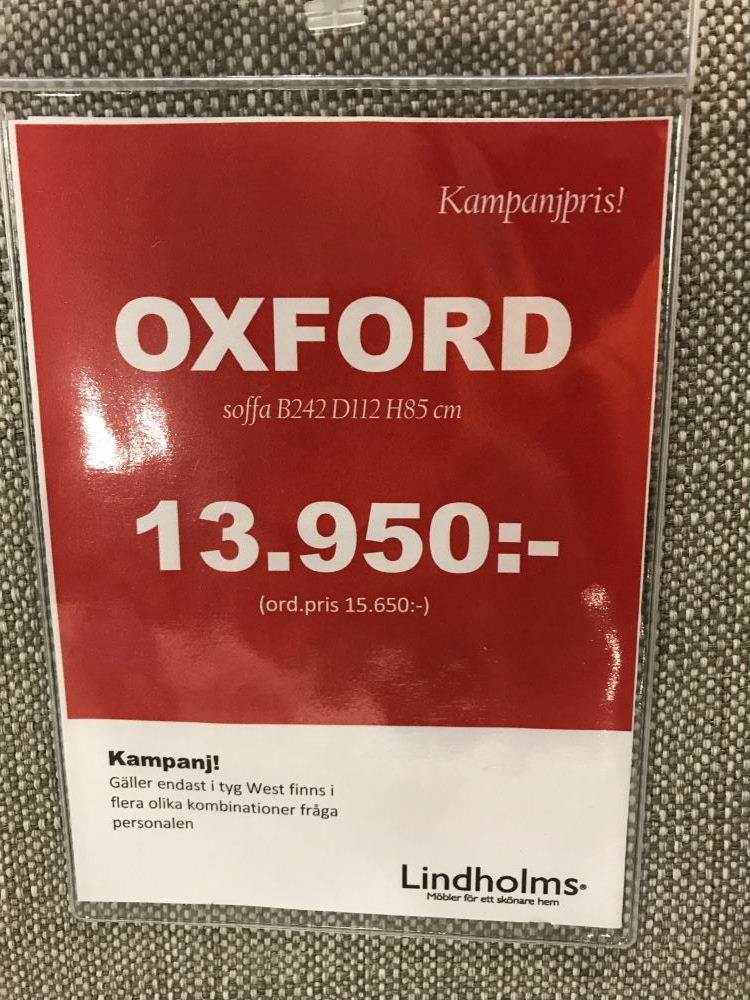 Kampanjpris!
OXFORD
soffa B242 D112 H85 cm
13.950:-
(ord.pris 15.650:-)
Kampanj!
Gäller endast i tyg West finns i
flera olika kombinationer fråga
personalen
Lindholms
Möbler för ett skönare hem